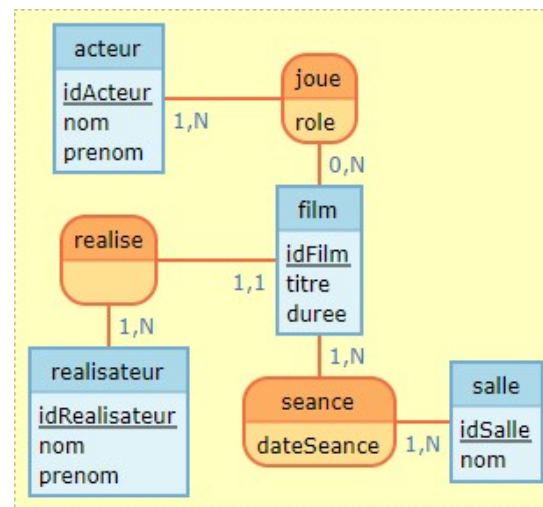 acteur
idActeur
nom
prenom
1,N
joue
role
0,N
film
idFilm
titre
duree
realise
1,1
1,N
1,N
realisateur
idRealisateur
nom
prenom
seance
dateSeance
1,N
salle
idSalle
nom